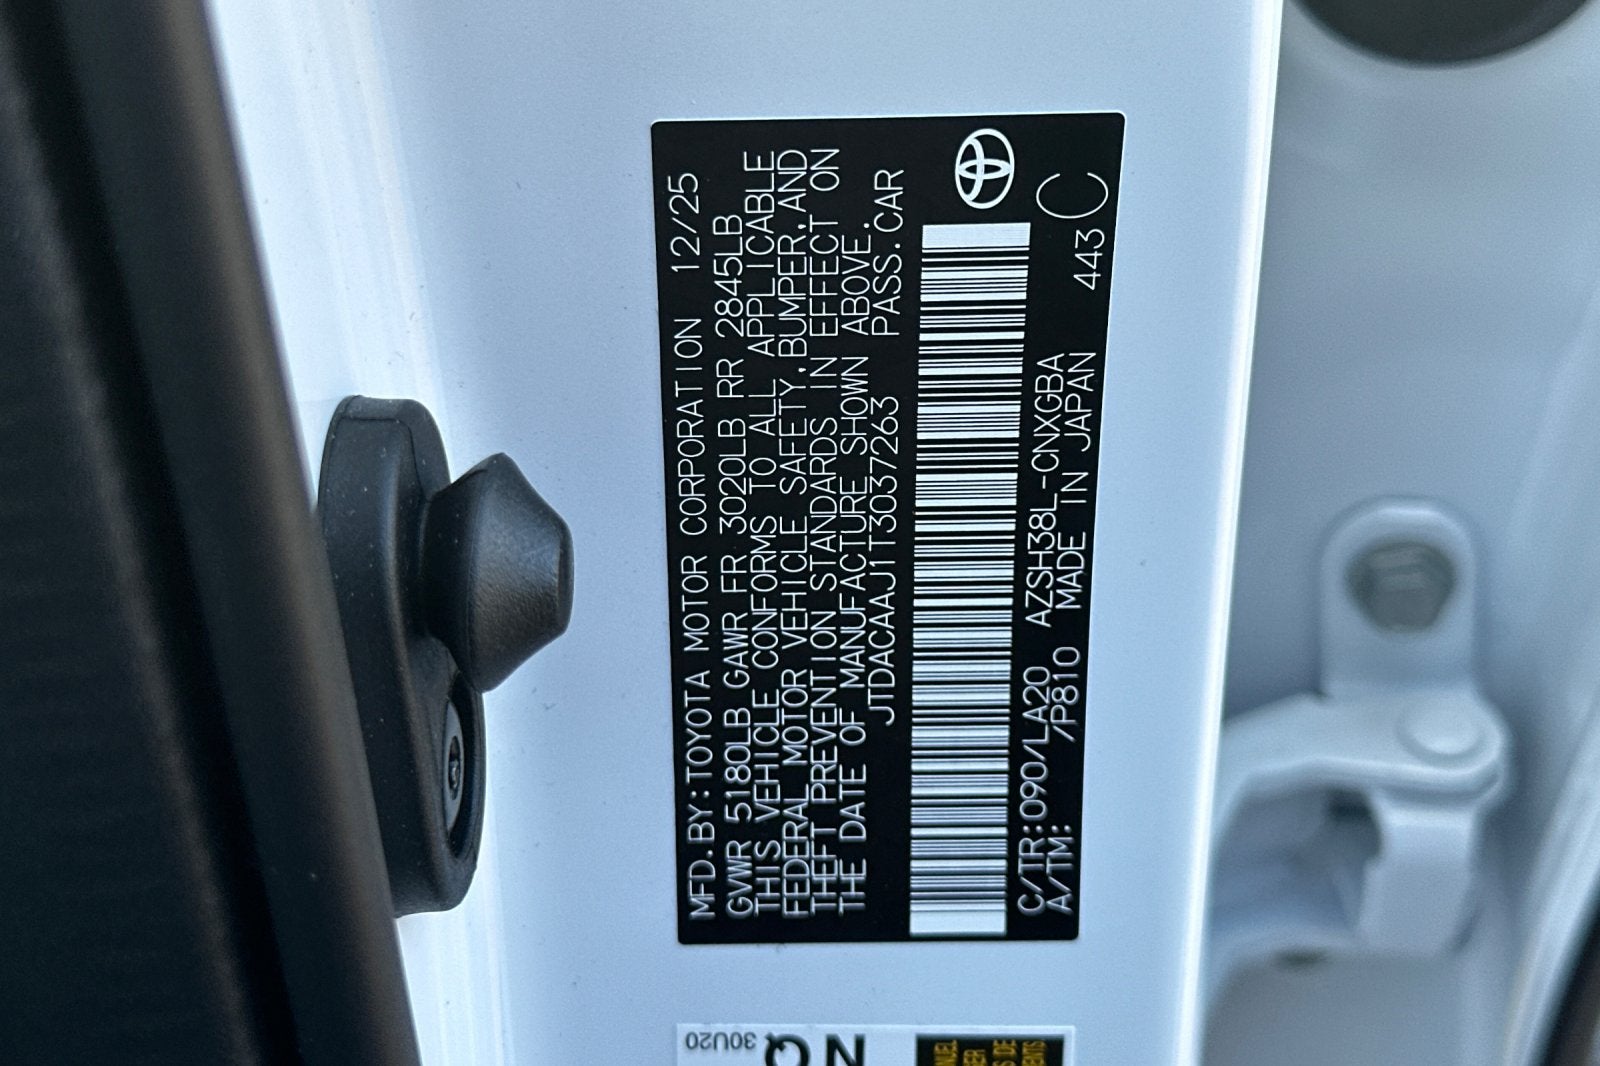 MFD.BY:TOYOTA MOTOR CORPORATION 12/25
GVWR 5180LB GAWR FR 3020LB RR 2845LB
THIS VEHICLE CONFORMS TO ALL APPLICABLE
FEDERAL MOTOR VEHICLE SAFETY,BUMPER,AND
THEFT PREVENTION STANDARDS IN EFFECT ON
THE DATE OF MANUFACTURE SHOWN ABOVE.
JTDACAAJ1T3037263 PASS.CAR
C/TR:090/LA20 AZSH38L-CNXGBA 443 C
A/TM: /P810 MADE IN JAPAN
30U20
NQ